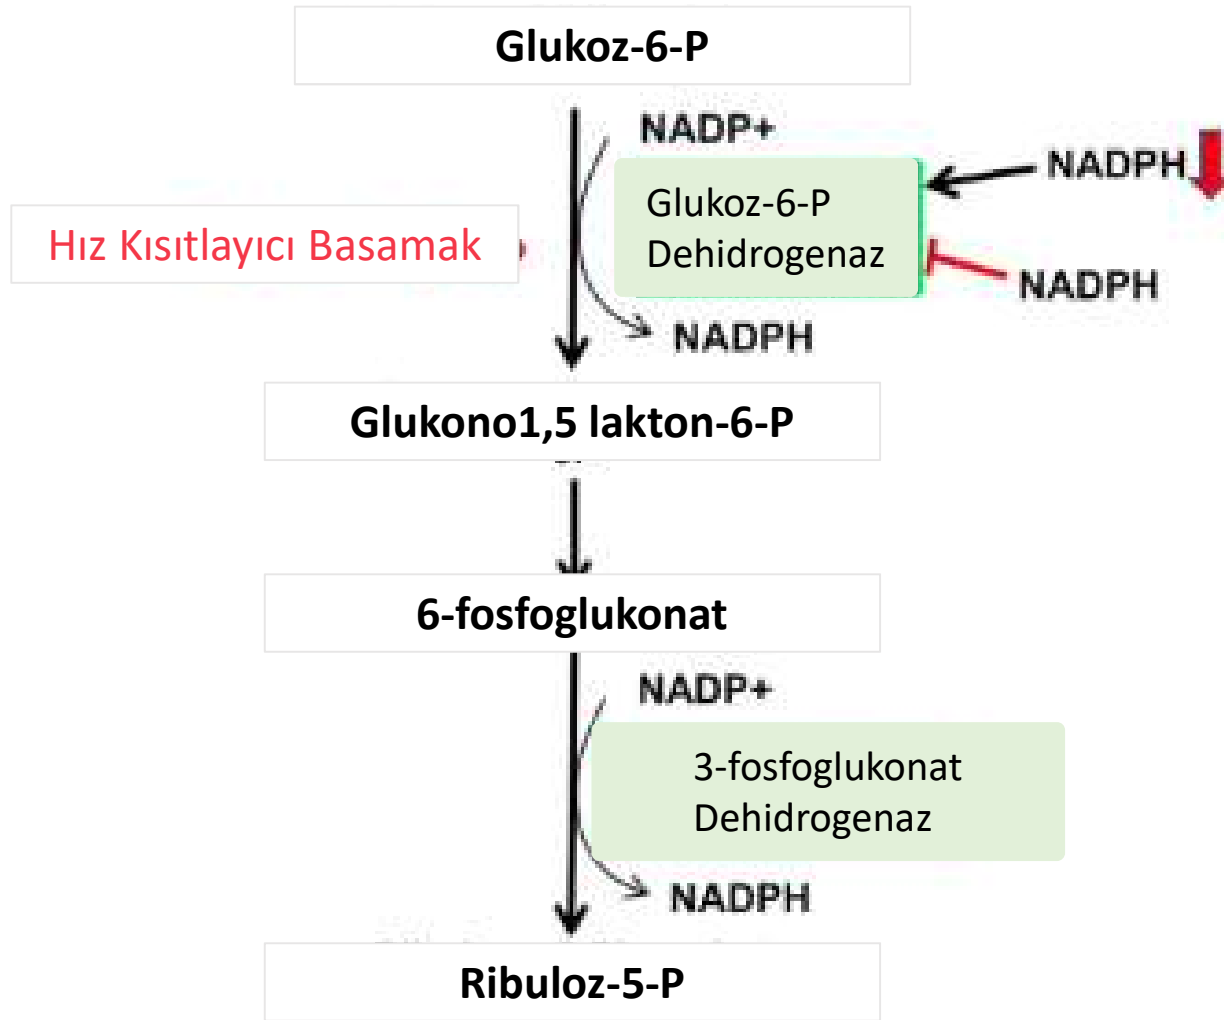 Glukoz-6-P
NADP+
NADPH
Glukoz-6-P
Dehidrogenaz
Hız Kısıtlayıcı Basamak
NADPH
NADPH
Glukono1,5 lakton-6-P
6-fosfoglukonat
NADP+
3-fosfoglukonat
Dehidrogenaz
NADPH
Ribuloz-5-P